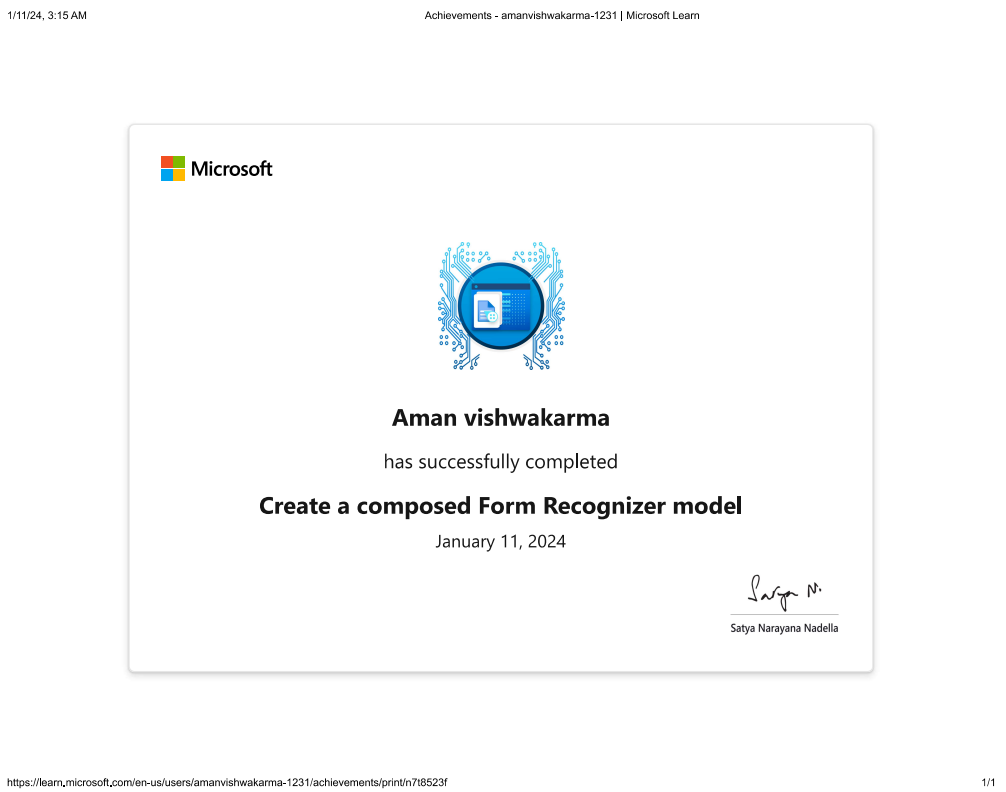 1/11/24, 3:15 AM Achievements - amanvishwakarma-1231 | Microsoft Learn
Microsoft
Aman vishwakarma
has successfully completed
Create a composed Form Recognizer model
January 11, 2024
Satya N.
Satya Narayana Nadella
https://learn.microsoft.com/en-us/users/amanvishwakarma-1231/achievements/print/n7t8523f 1/1